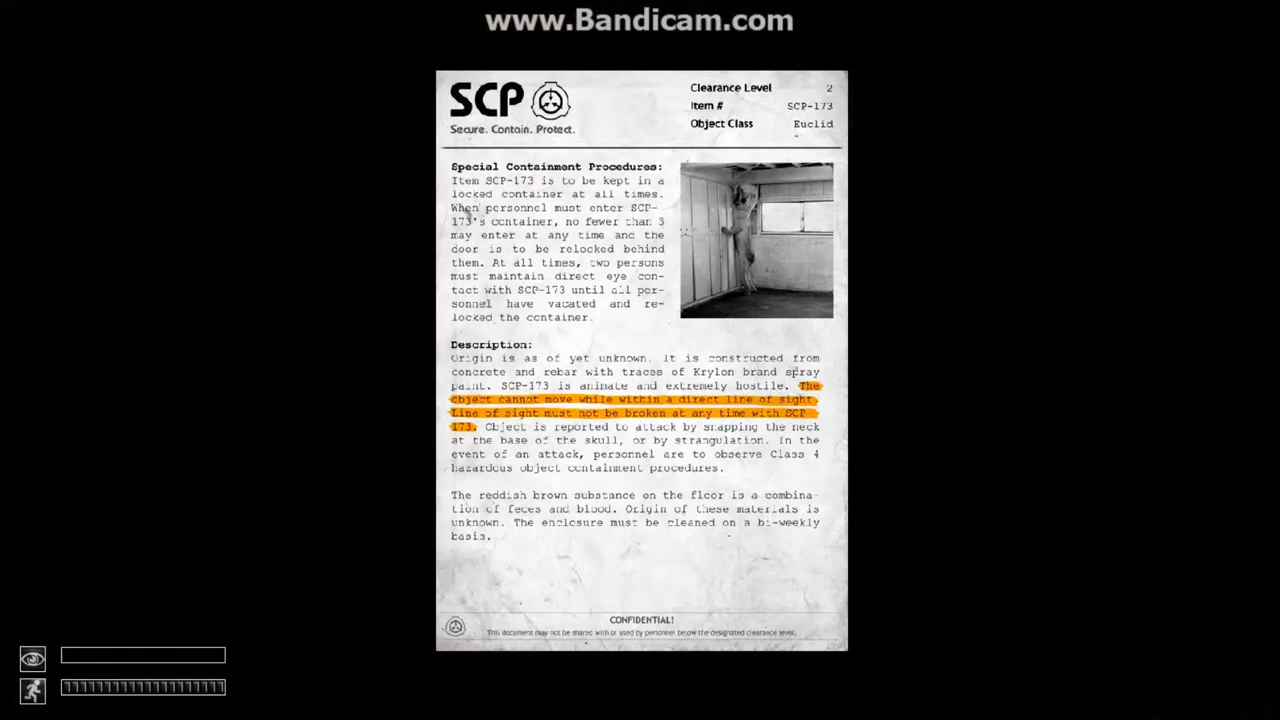 www.Bandicam.com
SCP
Secure. Contain. Protect.
Clearance Level 2
Item # SCP-173
Object Class Euclid
Special Containment Procedures:
Item SCP-173 is to be kept in a
locked container at all times.
When personnel must enter SCP-
173's container, no fewer than 3
may enter at any time and the
door is to be relocked behind
them. At all times, two persons
must maintain direct eye con-
tact with SCP-173 until all per-
sonnel have vacated and re-
locked the container.
Description:
Origin is as of yet unknown. It is constructed from
concrete and rebar with traces of Krylon brand spray
paint. SCP-173 is animate and extremely hostile. The
object cannot move while within a direct line of sight.
Line of sight must not be broken at any time with SCP-
173. Object is reported to attack by snapping the neck
at the base of the skull, or by strangulation. In the
event of an attack, personnel are to observe Class 4
hazardous object containment procedures.
The reddish brown substance on the floor is a combina-
tion of feces and blood. Origin of these materials is
unknown. The enclosure must be cleaned on a bi-weekly
basis.
CONFIDENTIAL!
This document may not be shared with or used by personnel below the designated clearance level.